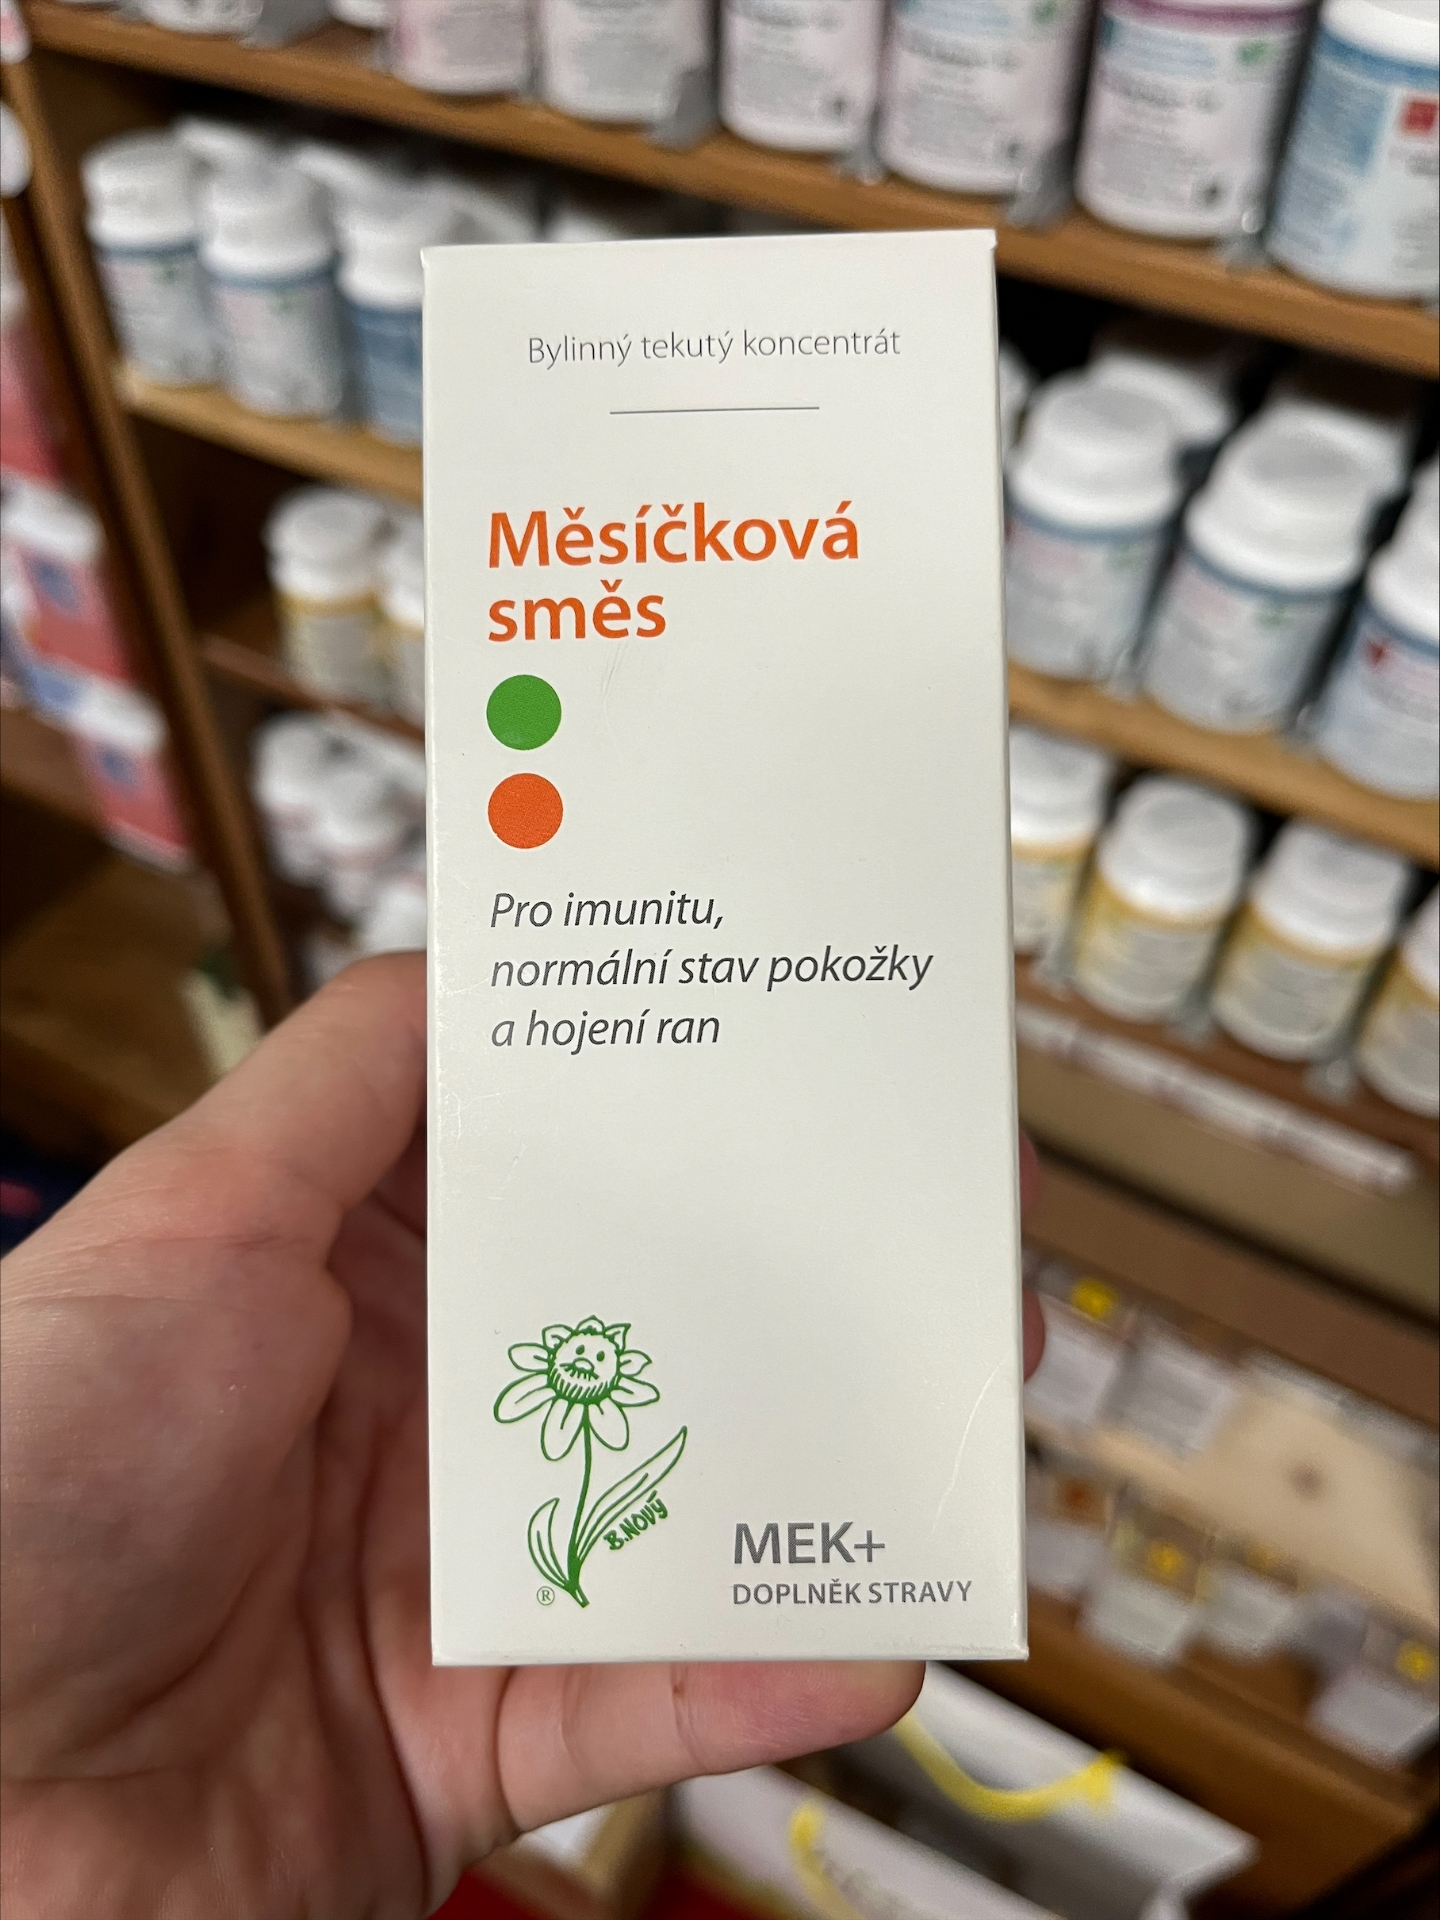 Bylinný tekutý koncentrát
Měsíčková
směs
Pro imunitu,
normální stav pokožky
a hojení ran
B.NOVÝ
®
MEK+
DOPLNĚK STRAVY